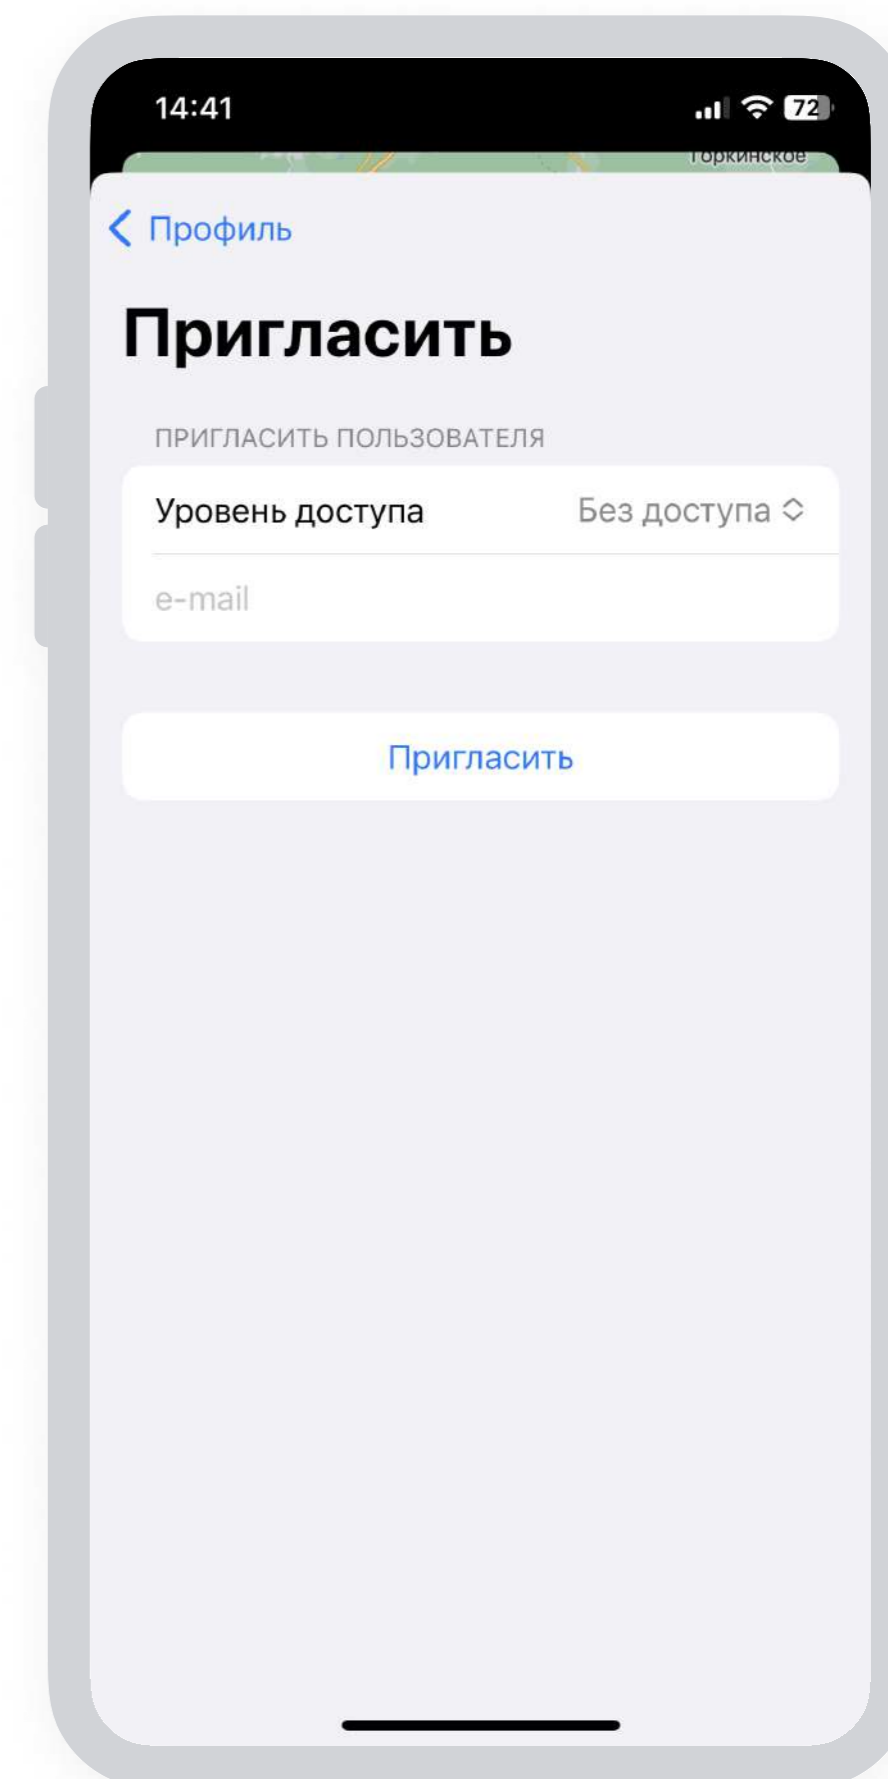 14:41
72
Горкинское
Профиль
Пригласить
ПРИГЛАСИТЬ ПОЛЬЗОВАТЕЛЯ
Уровень доступа Без доступа
e-mail
Пригласить